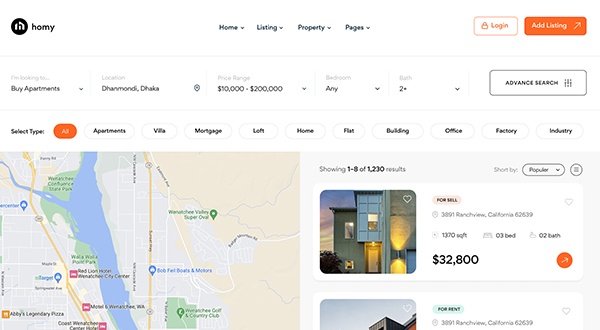 homy
Home Listing Property Pages
Login
Add Listing
I'm looking to...
Buy Apartments
Location
Dhanmondi, Dhaka
Price Range
$10,000 - $200,000
Bedroom
Any
Bath
2+
ADVANCE SEARCH
Select Type: All Apartments Villa Mortgage Loft Home Flat Building Office Factory Industry
Showing 1-8 of 1,230 results
Short by: Populer
FOR SELL
3891 Ranchview, California 62639
1370 sqft 03 bed 02 bath
$32,800
FOR RENT
3891 Ranchview, California 62639
Wenatchee
Confluence
State Park
Wenatchee Valley
Super Oval
Walla Walla
Point Park
Red Lion Hotel
Wenatchee City Center
Bob Feil Boats & Motors
Motel 6 Wenatchee, WA
Abby's Legendary Pizza
Coast Wenatchee
Center Hotel
Wenatchee Golf
& Country Club